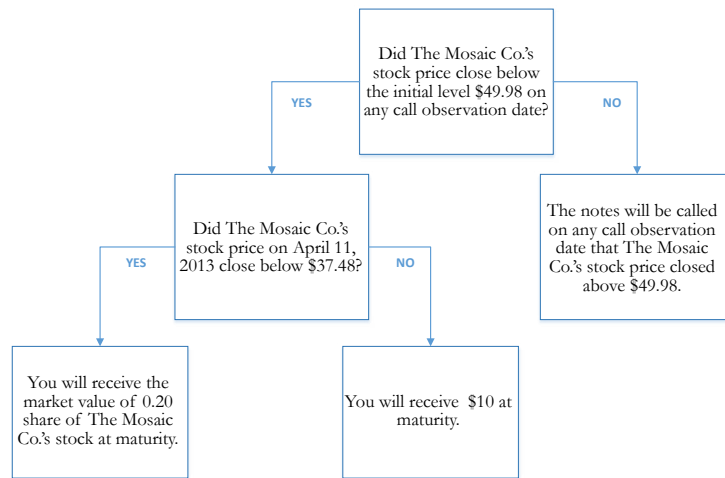 Did The Mosaic Co.'s
stock price close below
the initial level $49.98 on
any call observation date?
YES
NO
Did The Mosaic Co.'s
stock price on April 11,
2013 close below $37.48?
The notes will be called
on any call observation
date that The Mosaic
Co.'s stock price closed
above $49.98.
YES
NO
You will receive the
market value of 0.20
share of The Mosaic
Co.'s stock at maturity.
You will receive $10 at
maturity.